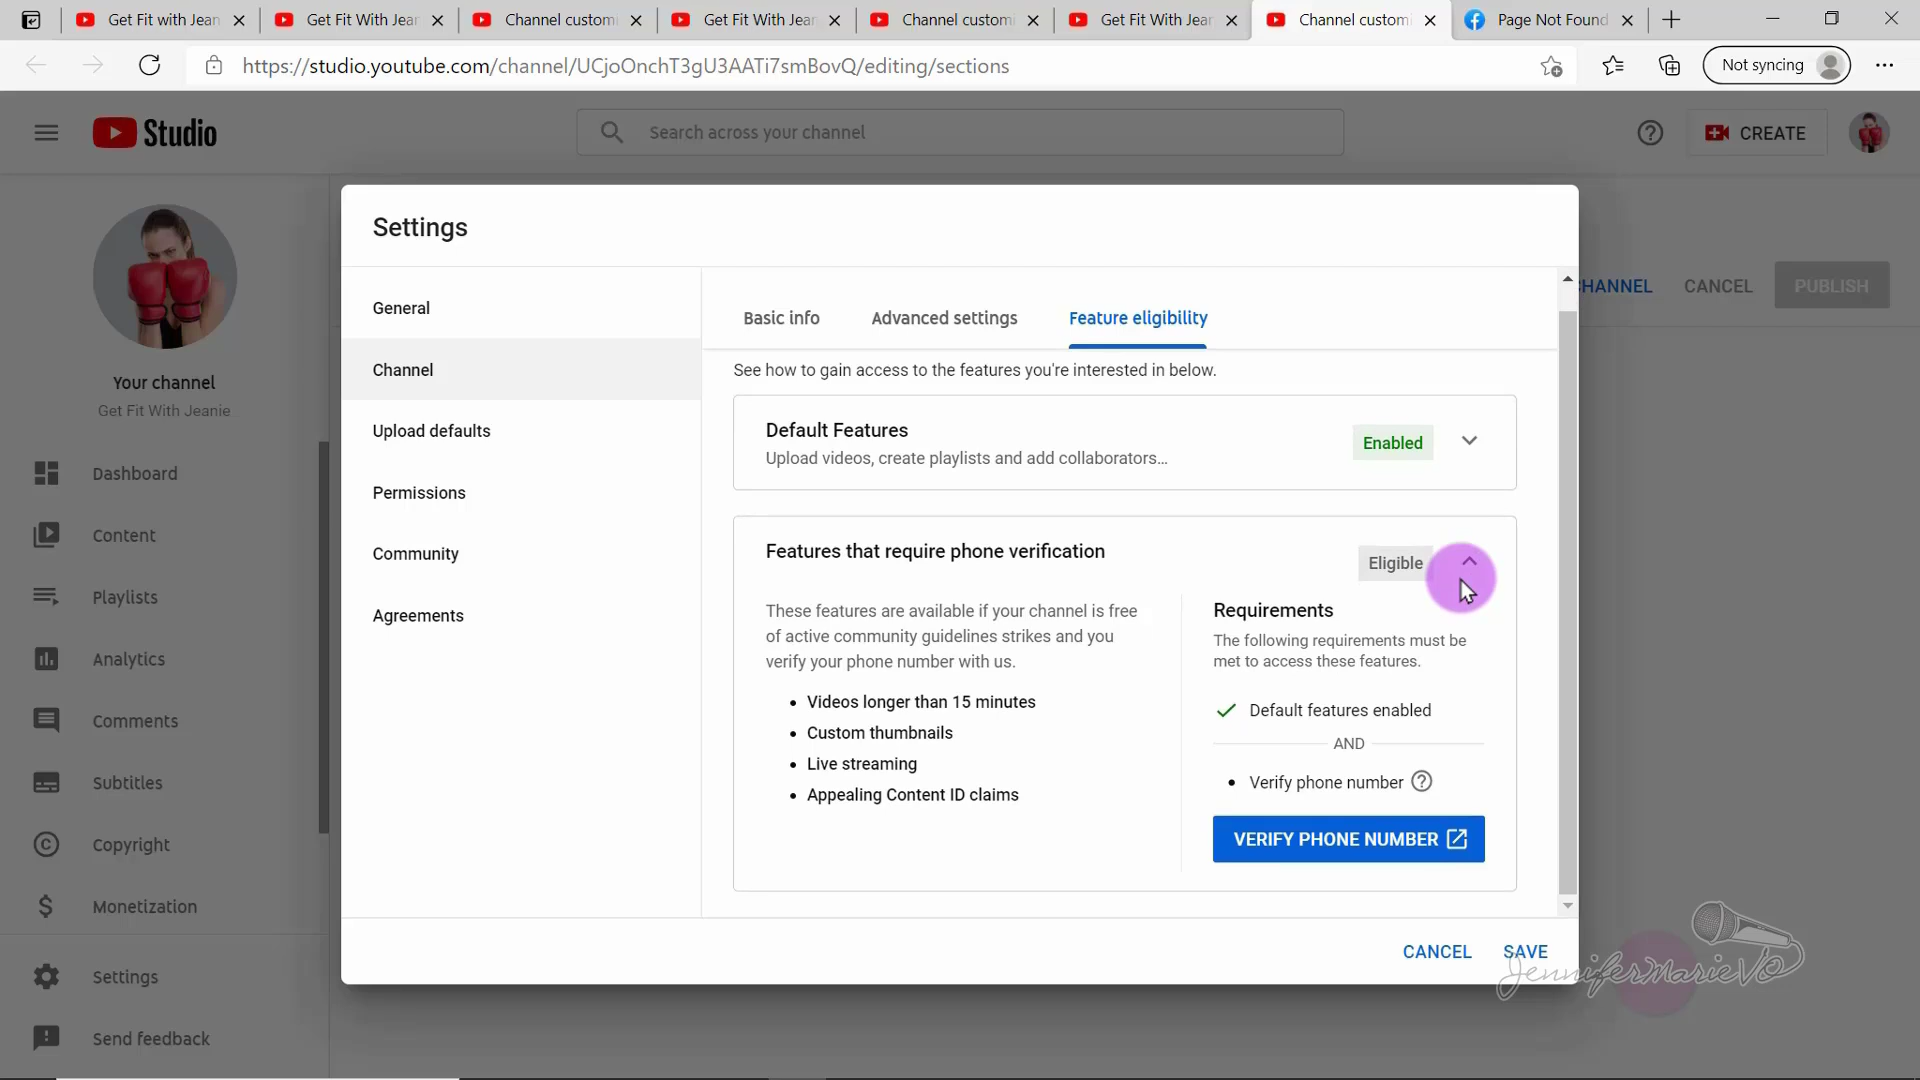 Get Fit with Jean
Get Fit With Jear
Channel customi
Get Fit With Jear
Channel customi
Get Fit With Jear
Channel customi
Page Not Found
https://studio.youtube.com/channel/UCjoOnchT3gU3AATi7smBovQ/editing/sections
Not syncing
Studio
Search across your channel
CREATE
Settings
CHANNEL
CANCEL
PUBLISH
Your channel
Get Fit With Jeanie
Dashboard
Content
Playlists
Analytics
Comments
Subtitles
Copyright
Monetization
Settings
Send feedback
General
Channel
Upload defaults
Permissions
Community
Agreements
Basic info
Advanced settings
Feature eligibility
See how to gain access to the features you're interested in below.
Default Features
Upload videos, create playlists and add collaborators...
Enabled
Features that require phone verification
Eligible
These features are available if your channel is free
of active community guidelines strikes and you
verify your phone number with us.
• Videos longer than 15 minutes
• Custom thumbnails
• Live streaming
• Appealing Content ID claims
Requirements
The following requirements must be
met to access these features.
Default features enabled
AND
• Verify phone number
VERIFY PHONE NUMBER
CANCEL
SAVE
JenniferMarieVO